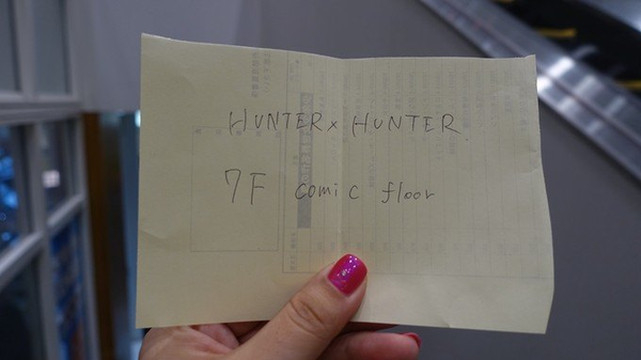 HUNTER × HUNTER
7F comic floor